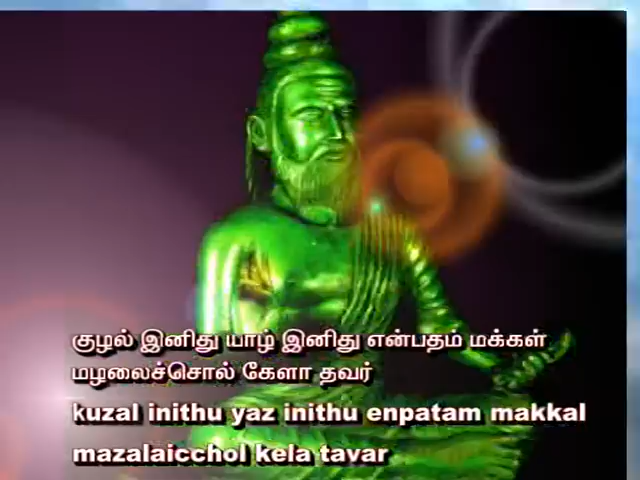 குழல் இனிது யாழ் இனிது என்பதம் மக்கள்
மழலைச்சொல் கேளா தவர்
kuzal inithu yaz inithu enpatam makkal
mazalaicchol kela tavar